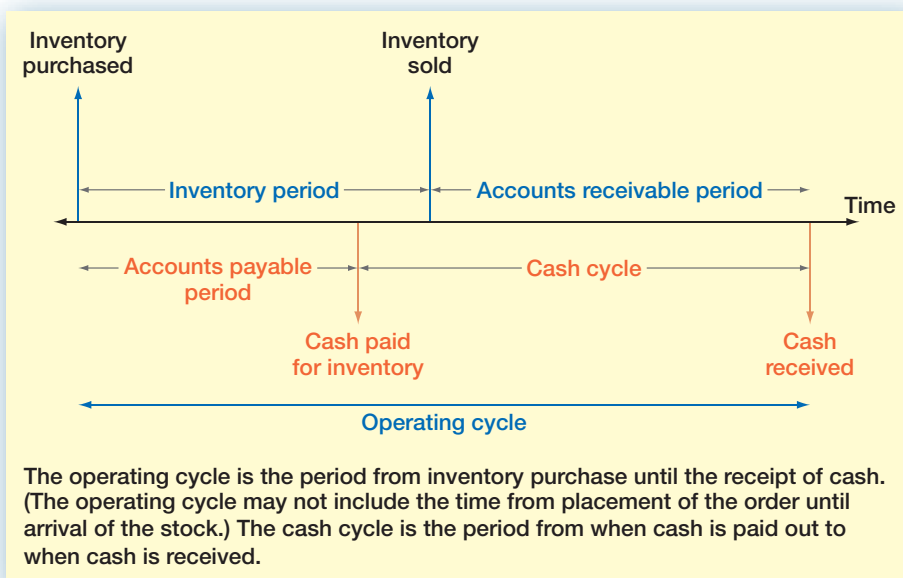 Inventory
purchased
Inventory
sold
Inventory period
Accounts receivable period
Time
Accounts payable
period
Cash cycle
Cash paid
for inventory
Cash
received
Operating cycle
The operating cycle is the period from inventory purchase until the receipt of cash.
(The operating cycle may not include the time from placement of the order until
arrival of the stock.) The cash cycle is the period from when cash is paid out to
when cash is received.